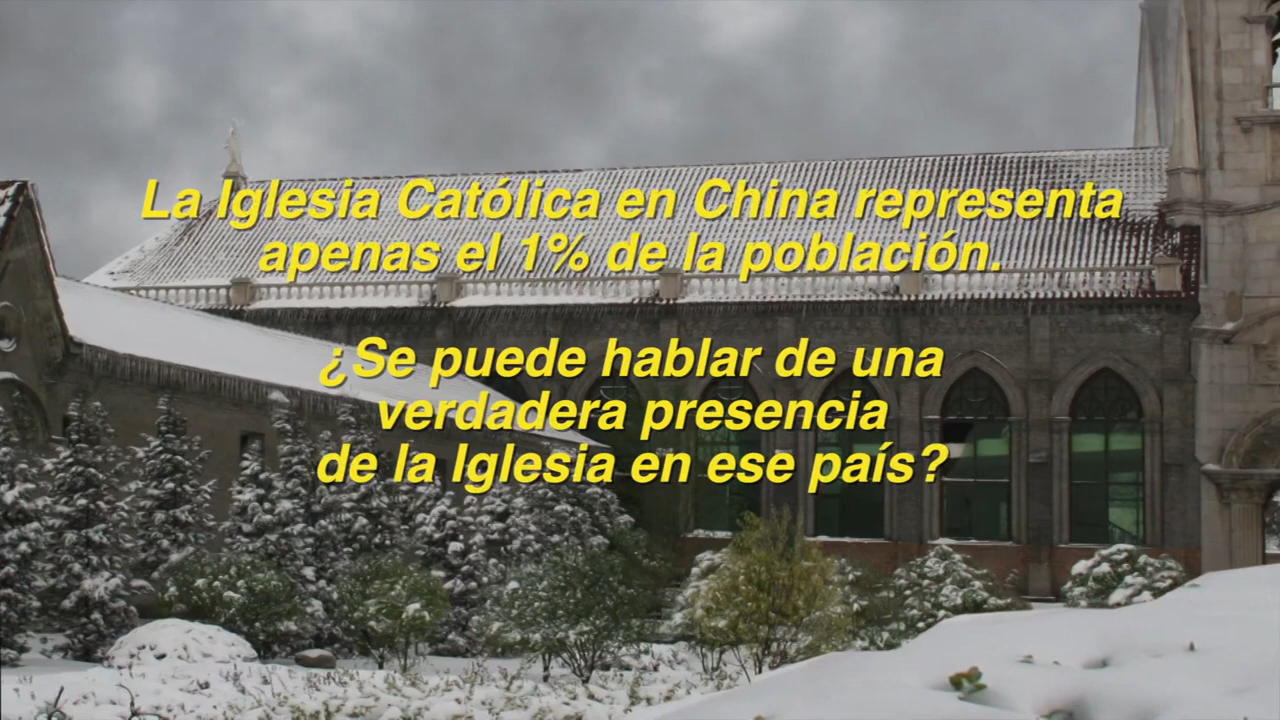 La Iglesia Católica en China representa
apenas el 1% de la población.
¿Se puede hablar de una
verdadera presencia
de la Iglesia en ese país?